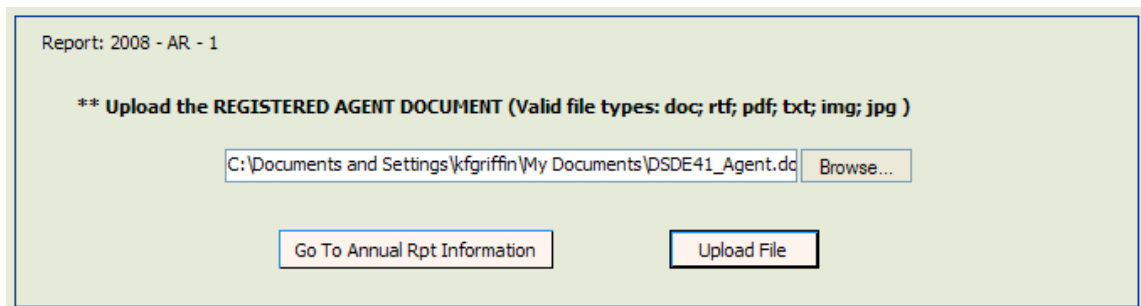 Report: 2008 - AR - 1
** Upload the REGISTERED AGENT DOCUMENT (Valid file types: doc; rtf; pdf; txt; img; jpg )
C:\Documents and Settings\kfgriffin\My Documents\DSDE41_Agent.do Browse...
Go To Annual Rpt Information Upload File